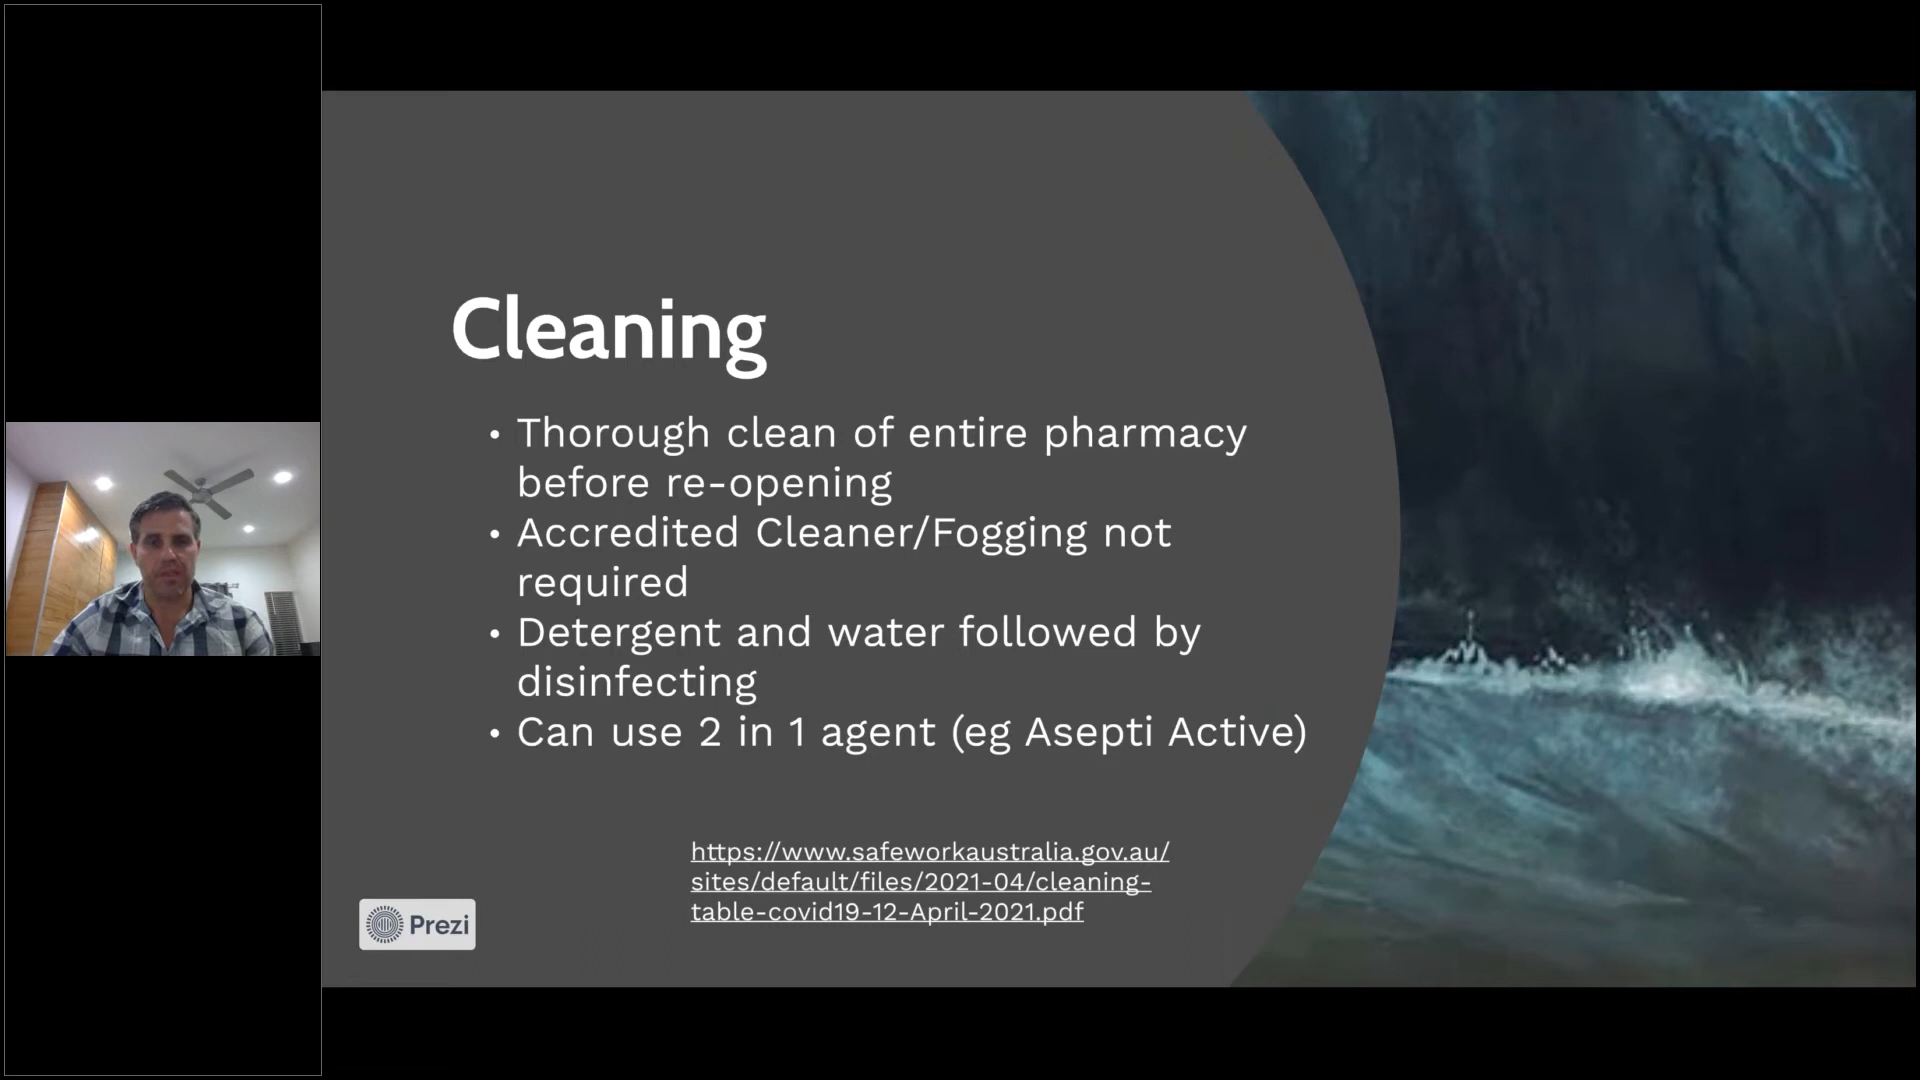 Cleaning
• Thorough clean of entire pharmacy
before re-opening
• Accredited Cleaner/Fogging not
required
• Detergent and water followed by
disinfecting
• Can use 2 in 1 agent (eg Asepti Active)
https://www.safeworkaustralia.gov.au/
sites/default/files/2021-04/cleaning-
table-covid19-12-April-2021.pdf
Prezi